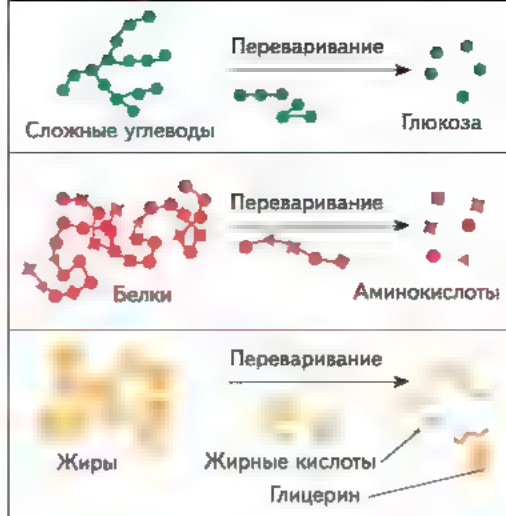 Переваривание
Сложные углеводы
Глюкоза
Переваривание
Белки
Аминокислоты
Переваривание
Жиры
Жирные кислоты
Глицерин